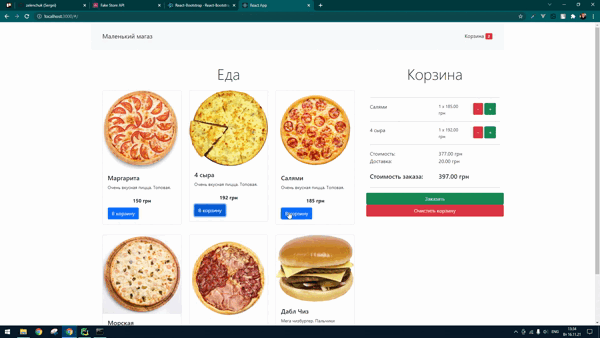 zelenchuk (Sergio)
Fake Store API
React-Bootstrap · React-Bootstr
React App
localhost:3000/#/
Маленький магаз
Корзина 2
Еда
Корзина
Маргарита
Очень вкусная пицца. Топовая.
150 грн
В корзину
4 сыра
Очень вкусная пицца. Топовая.
192 грн
В корзину
Салями
Очень вкусная пицца. Топовая.
185 грн
В корзину
Салями
1 x 185.00
грн
-
+
4 сыра
1 x 192.00
грн
-
+
Стоимость:
377.00 грн
Доставка:
20.00 грн
Стоимость заказа:
397.00 грн
Заказать
Очистить корзину
Морская
Дабл Чиз
Мега чизбургер. Пальчики
ENG
13:34
Вт 16.11.21